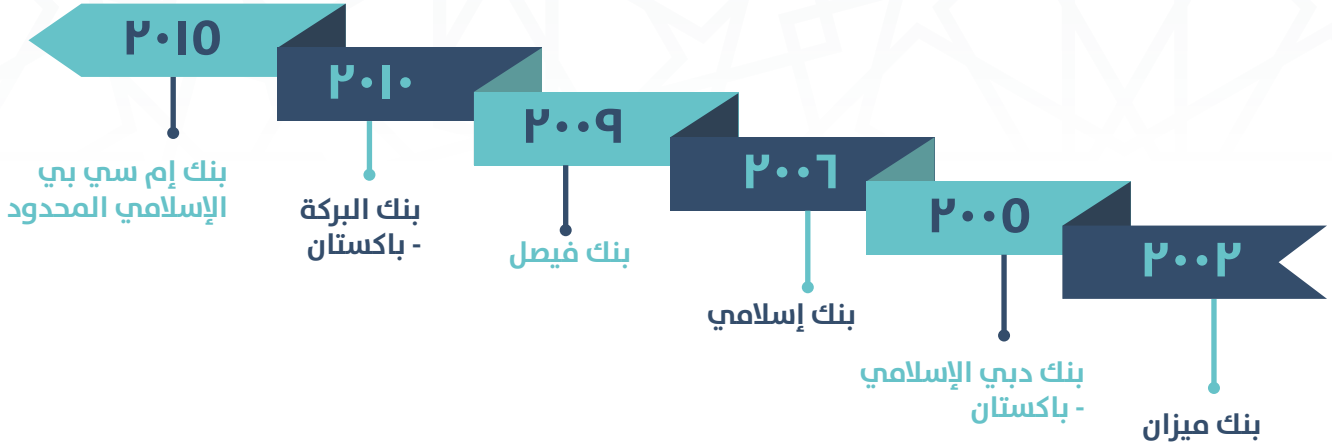 ٢٠٠٢
بنك ميزان
٢٠٠٥
بنك دبي الإسلامي
- باكستان
٢٠٠٦
بنك إسلامي
٢٠٠٩
بنك فيصل
٢٠١٠
بنك البركة
- باكستان
٢٠١٥
بنك إم سي بي
الإسلامي المحدود